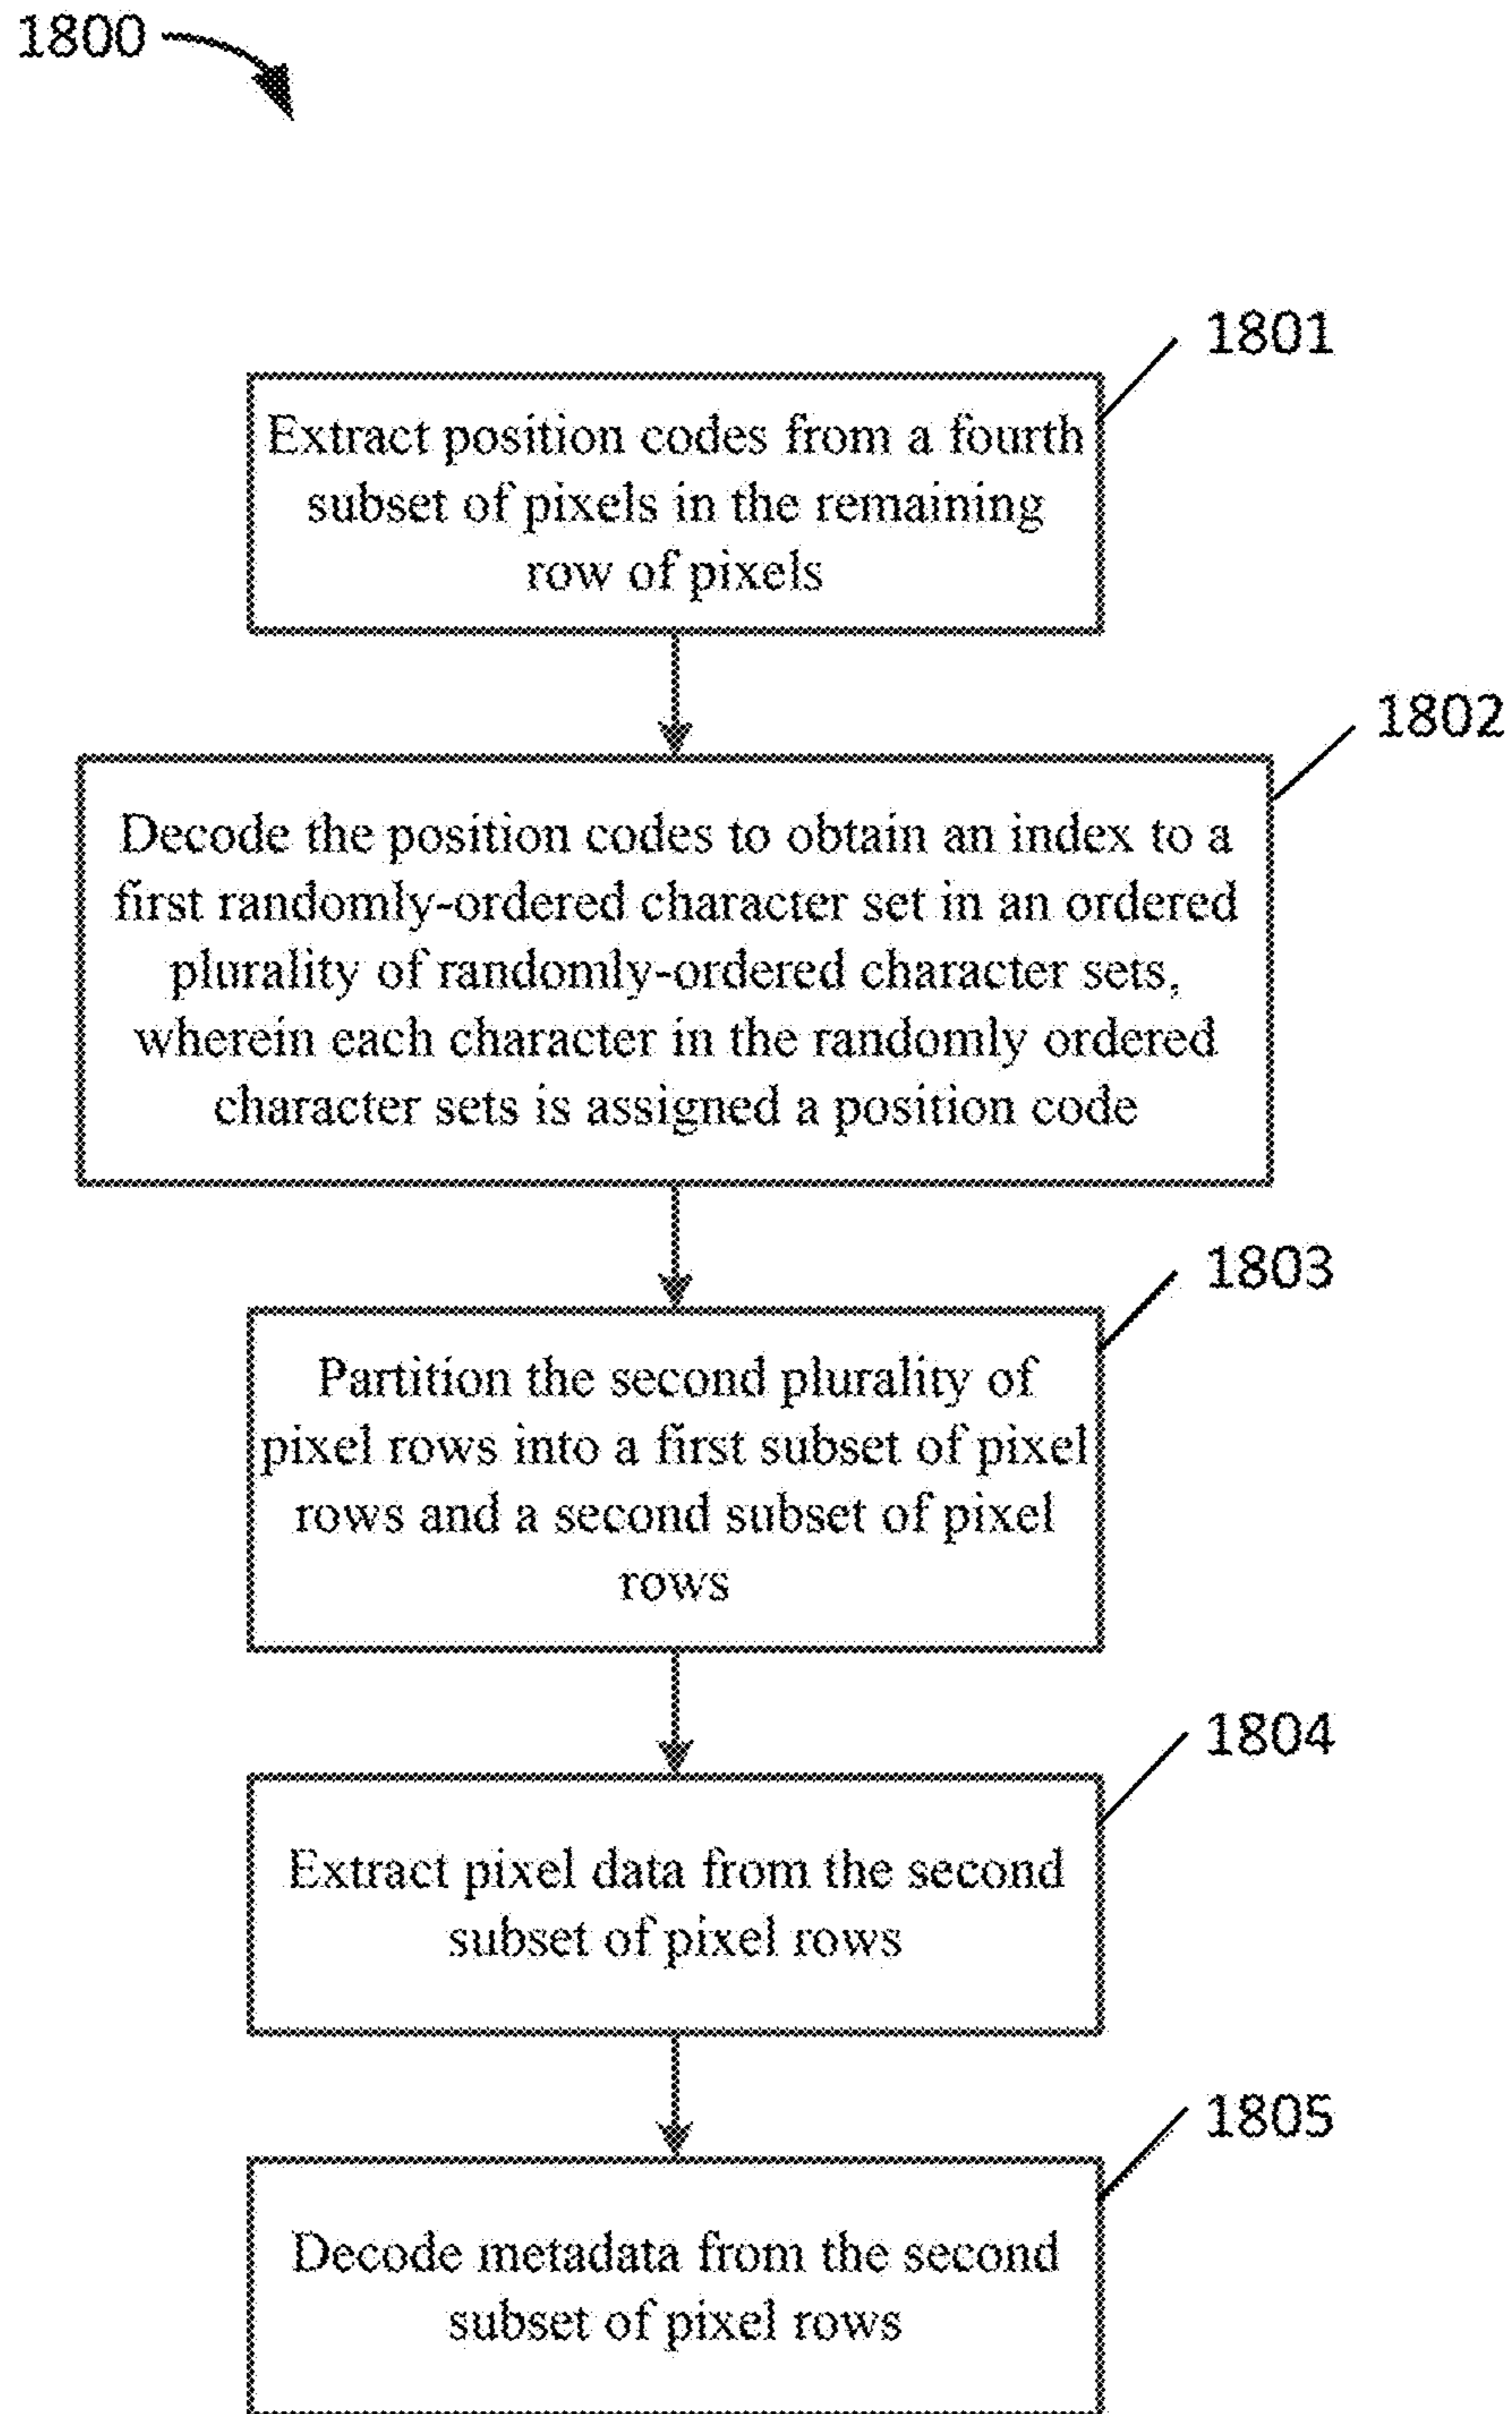 1800
1801
Extract position codes from a fourth
subset of pixels in the remaining
row of pixels
1802
Decode the position codes to obtain an index to a
first randomly-ordered character set in an ordered
plurality of randomly-ordered character sets,
wherein each character in the randomly ordered
character sets is assigned a position code
1803
Partition the second plurality of
pixel rows into a first subset of pixel
rows and a second subset of pixel
rows
1804
Extract pixel data from the second
subset of pixel rows
1805
Decode metadata from the second
subset of pixel rows